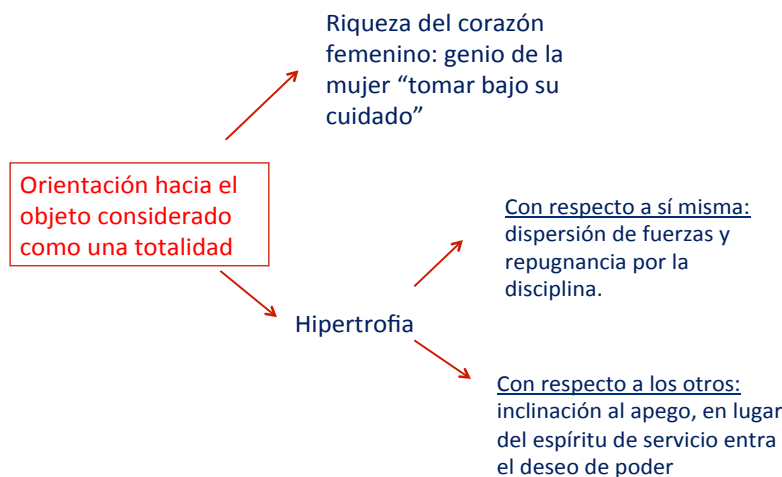 Riqueza del corazón
femenino: genio de la
mujer “tomar bajo su
cuidado”
Orientación hacia el
objeto considerado
como una totalidad
Con respecto a sí misma:
dispersión de fuerzas y
repugnancia por la
disciplina.
Hipertrofia
Con respecto a los otros:
inclinación al apego, en lugar
del espíritu de servicio entra
el deseo de poder